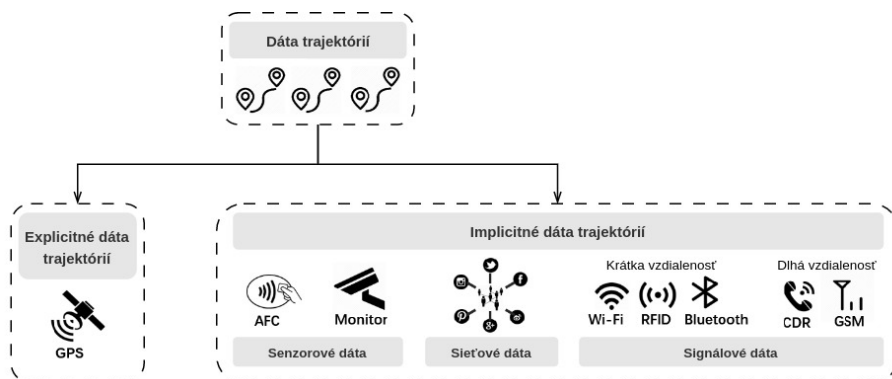 Dáta trajektórií
Explicitné dáta
trajektórií
GPS
Implicitné dáta trajektórií
AFC
Monitor
Krátka vzdialenosť
Dlhá vzdialenosť
Wi-Fi
RFID
Bluetooth
CDR
GSM
Senzorové dáta
Sieťové dáta
Signálové dáta